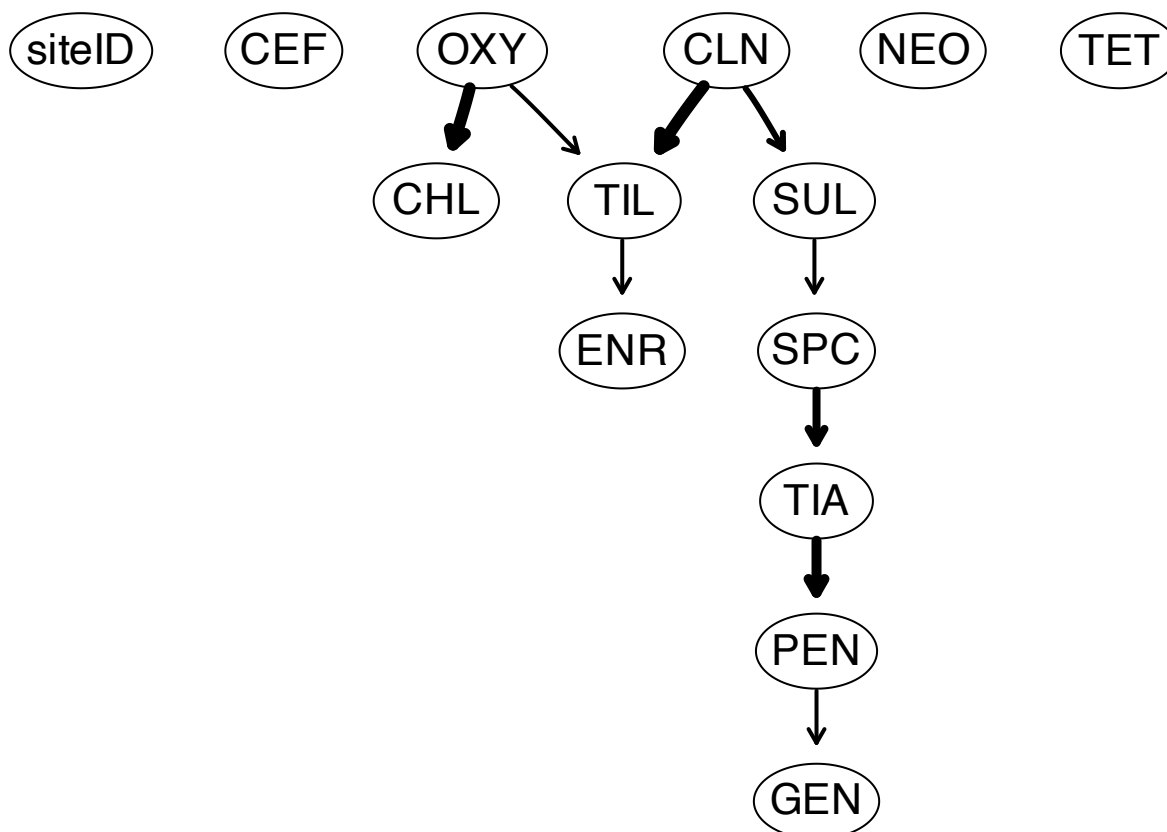 siteID CEF OXY CLN NEO TET
CHL TIL SUL
ENR SPC
TIA
PEN
GEN